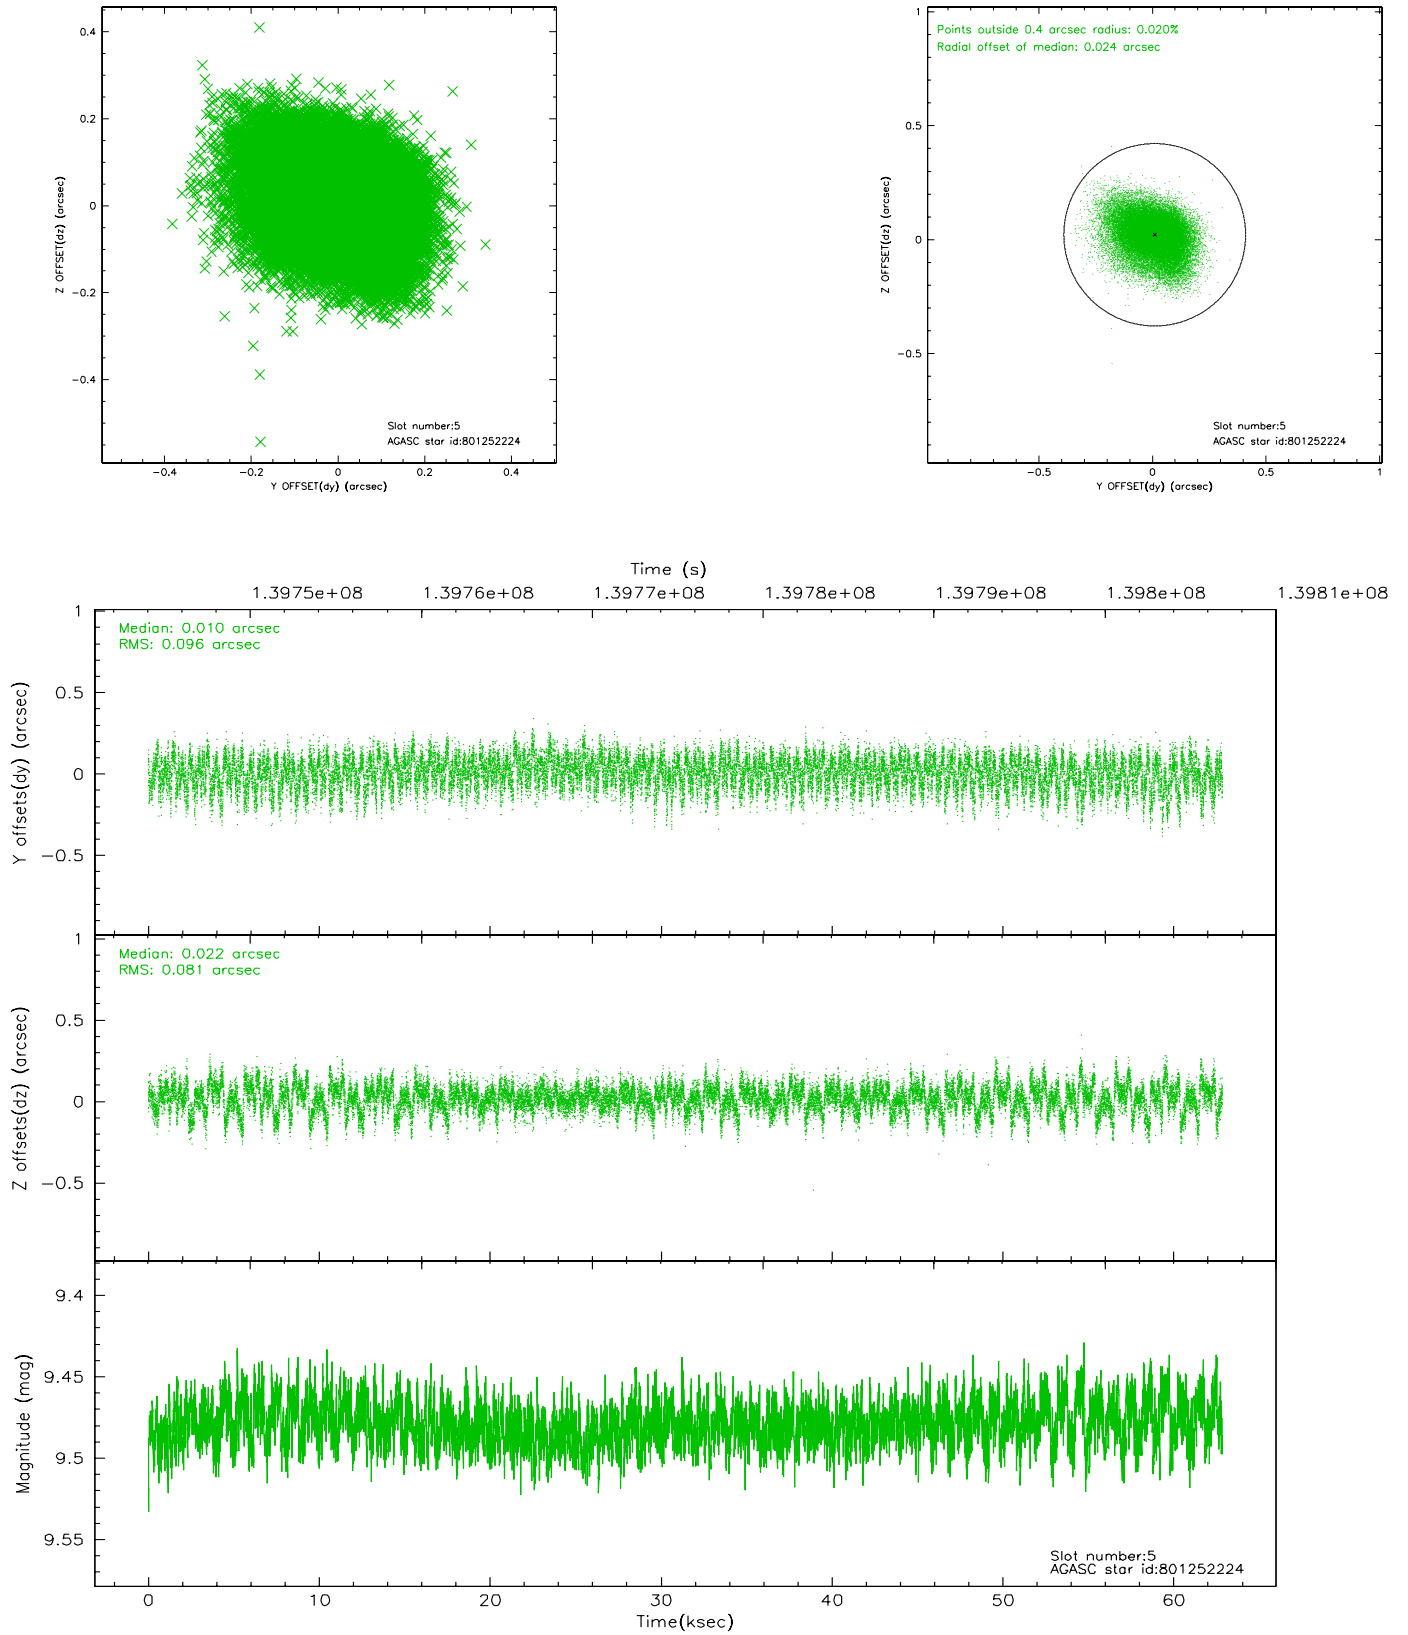 0.4
0.2
0
−0.2
−0.4
Z OFFSET(dz) (arcsec)
Slot number:5
AGASC star id:801252224
−0.4 −0.2 0 0.2 0.4
Y OFFSET(dy) (arcsec)
1
0.5
0
−0.5
Z OFFSET(dz) (arcsec)
Points outside 0.4 arcsec radius: 0.020%
Radial offset of median: 0.024 arcsec
Slot number:5
AGASC star id:801252224
−0.5 0 0.5 1
Y OFFSET(dy) (arcsec)
Time (s)
1.3975e+08 1.3976e+08 1.3977e+08 1.3978e+08 1.3979e+08 1.398e+08 1.3981e+08
1
0.5
0
−0.5
Y offsets(dy) (arcsec)
Median: 0.010 arcsec
RMS: 0.096 arcsec
1
0.5
0
−0.5
Z offsets(dz) (arcsec)
Median: 0.022 arcsec
RMS: 0.081 arcsec
9.4
9.45
9.5
9.55
Magnitude (mag)
Slot number:5
AGASC star id:801252224
0 10 20 30 40 50 60
Time(ksec)